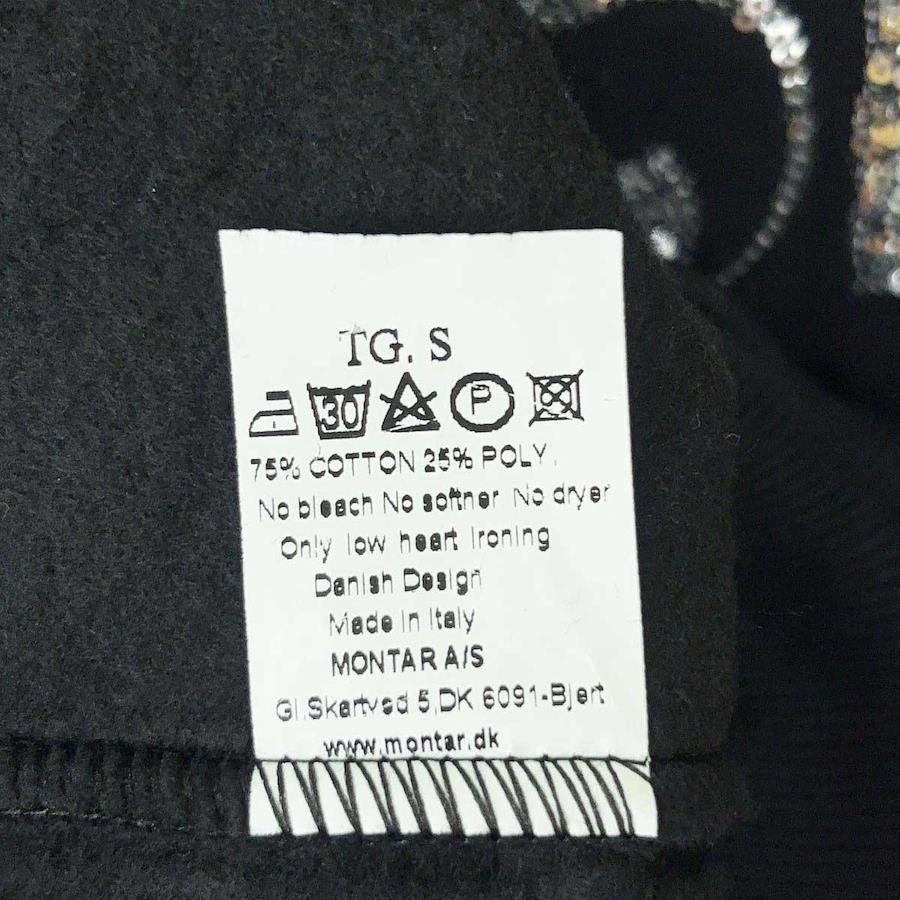 TG. S
30 P
75% COTTON 25% POLY.
No bleach No softner No dryer
Only low heart Ironing
Danish Design
Made in Italy
MONTAR A/S
Gl.Skartved 5,DK 6091-Bjert
www.montar.dk